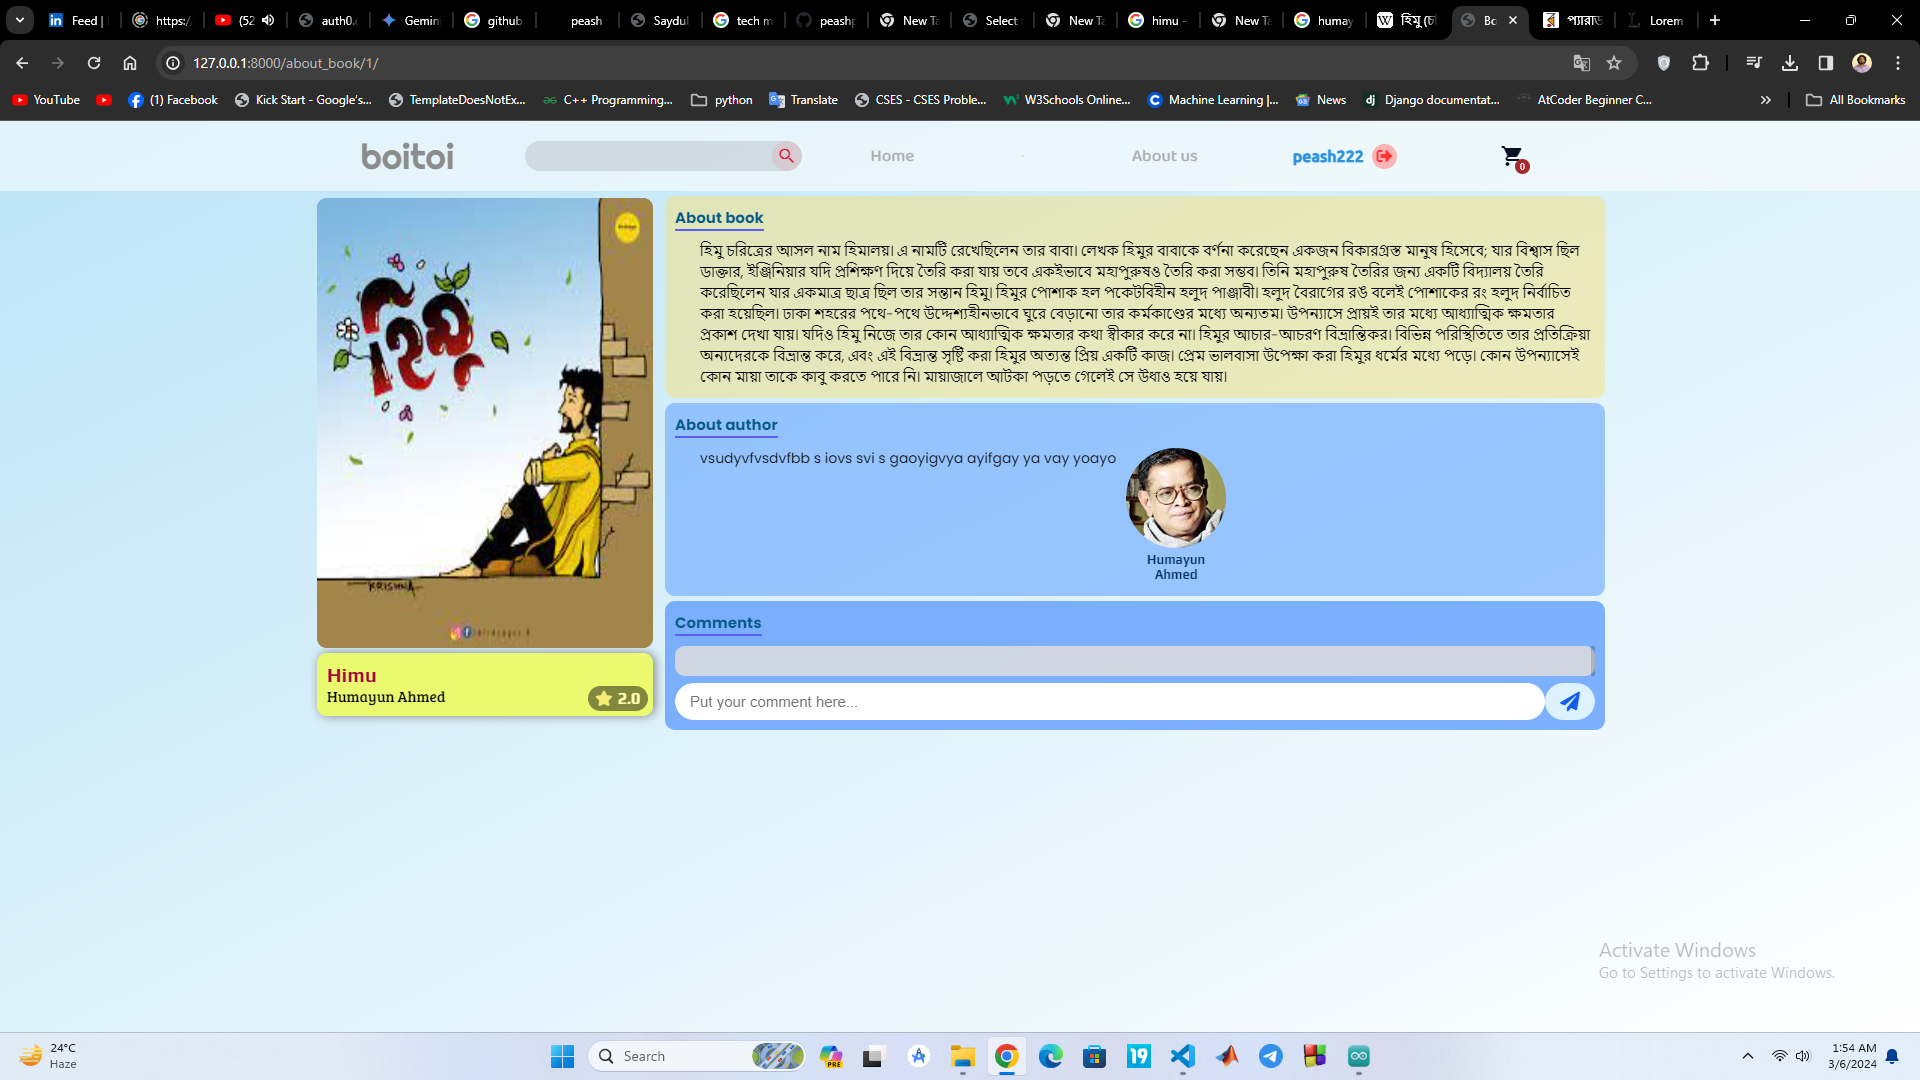 Feed |
https:/
(52
auth0.
Gemini
github
peash
Saydul
tech m
peashp
New Ta
Select
New Ta
himu -
New Ta
humay
হিমু (চ
Bo
প্যারাড
Lorem
127.0.0.1:8000/about_book/1/
YouTube
(1) Facebook
Kick Start - Google's...
TemplateDoesNotEx...
C++ Programming...
python
Translate
CSES - CSES Proble...
W3Schools Online...
Machine Learning |...
News
Django documentat...
AtCoder Beginner C...
All Bookmarks
boitoi
Home
About us
peash222
0
হিমু
KRISHNA
Himu
Humayun Ahmed
2.0
About book
হিমু চরিত্রের আসল নাম হিমালয়। এ নামটি রেখেছিলেন তার বাবা। লেখক হিমুর বাবাকে বর্ণনা করেছেন একজন বিকারগ্রস্ত মানুষ হিসেবে; যার বিশ্বাস ছিল
ডাক্তার, ইঞ্জিনিয়ার যদি প্রশিক্ষণ দিয়ে তৈরি করা যায় তবে একইভাবে মহাপুরুষও তৈরি করা সম্ভব। তিনি মহাপুরুষ তৈরির জন্য একটি বিদ্যালয় তৈরি
করেছিলেন যার একমাত্র ছাত্র ছিল তার সন্তান হিমু। হিমুর পোশাক হল পকেটবিহীন হলুদ পাঞ্জাবী। হলুদ বৈরাগের রঙ বলেই পোশাকের রং হলুদ নির্বাচিত
করা হয়েছিল। ঢাকা শহরের পথে-পথে উদ্দেশ্যহীনভাবে ঘুরে বেড়ানো তার কর্মকাণ্ডের মধ্যে অন্যতম। উপন্যাসে প্রায়ই তার মধ্যে আধ্যাত্মিক ক্ষমতার
প্রকাশ দেখা যায়। যদিও হিমু নিজে তার কোন আধ্যাত্মিক ক্ষমতার কথা স্বীকার করে না। হিমুর আচার-আচরণ বিভ্রান্তিকর। বিভিন্ন পরিস্থিতিতে তার প্রতিক্রিয়া
অন্যদেরকে বিভ্রান্ত করে, এবং এই বিভ্রান্ত সৃষ্টি করা হিমুর অত্যন্ত প্রিয় একটি কাজ। প্রেম ভালবাসা উপেক্ষা করা হিমুর ধর্মের মধ্যে পড়ে। কোন উপন্যাসেই
কোন মায়া তাকে কাবু করতে পারে নি। মায়াজালে আটকা পড়তে গেলেই সে উধাও হয়ে যায়।
About author
vsudyvfvsdvfbb s iovs svi s gaoyigvya ayifgay ya vay yoayo
Humayun
Ahmed
Comments
Put your comment here...
Activate Windows
Go to Settings to activate Windows.
24°C
Haze
Search
PRE
19
1:54 AM
3/6/2024